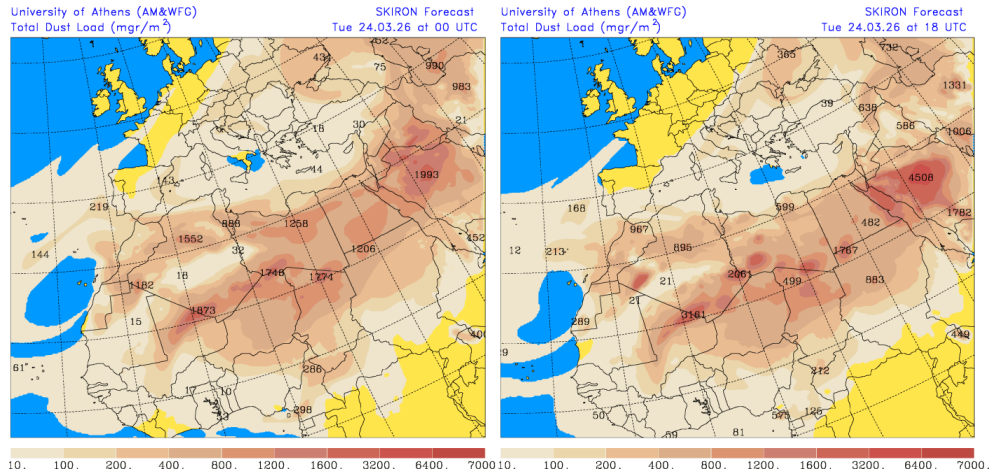 University of Athens (AM&WFG) SKIRON Forecast
Total Dust Load (mgr/m²) Tue 24.03.26 at 00 UTC
434 75 990
983
21
18 30
44
1993
143
219
888 1258
1552
144 32 1206 452
18 1748 1774
1182
1873
15
400
61 286
17 10
53 298
10. 100. 200. 400. 800. 1200. 1600. 3200. 6400. 7000.
University of Athens (AM&WFG) SKIRON Forecast
Total Dust Load (mgr/m²) Tue 24.03.26 at 18 UTC
365 732
1331
39 638
586
1006
4508
168 599 1782
967 482
12 213 895 1767
21 2061 499 883
21
289 3161
449
212
50 575 126
59 81
10. 100. 200. 400. 800. 1200. 1600. 3200. 6400. 7000.